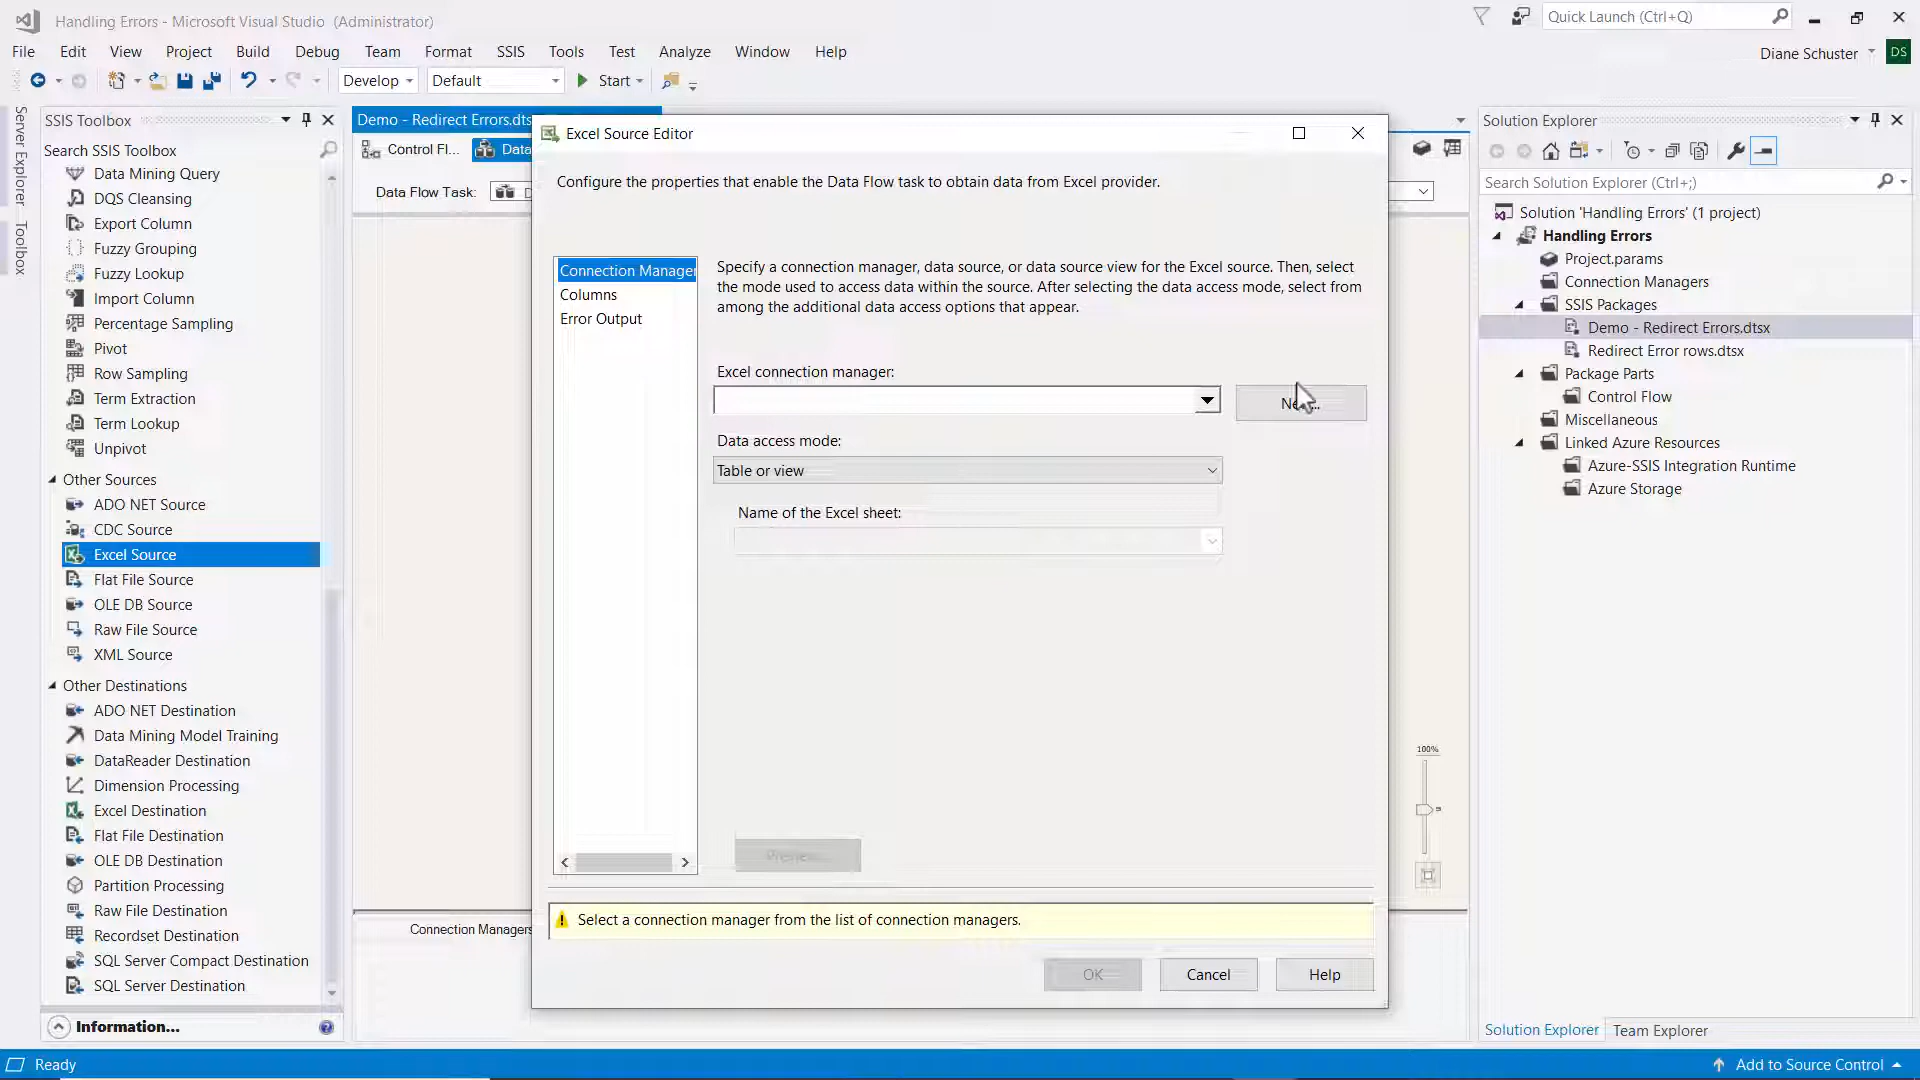 Handling Errors - Microsoft Visual Studio (Administrator)
Quick Launch (Ctrl+Q)
File Edit View Project Build Debug Team Format SSIS Tools Test Analyze Window Help
Diane Schuster
DS
Develop
Default
Start
Server Explorer
Toolbox
SSIS Toolbox
Search SSIS Toolbox
Data Mining Query
DQS Cleansing
Export Column
Fuzzy Grouping
Fuzzy Lookup
Import Column
Percentage Sampling
Pivot
Row Sampling
Term Extraction
Term Lookup
Unpivot
Other Sources
ADO NET Source
CDC Source
Excel Source
Flat File Source
OLE DB Source
Raw File Source
XML Source
Other Destinations
ADO NET Destination
Data Mining Model Training
DataReader Destination
Dimension Processing
Excel Destination
Flat File Destination
OLE DB Destination
Partition Processing
Raw File Destination
Recordset Destination
SQL Server Compact Destination
SQL Server Destination
Information...
Demo - Redirect Errors.dts
Control Fl...
Data
Data Flow Task:
Connection Managers
100%
Excel Source Editor
Configure the properties that enable the Data Flow task to obtain data from Excel provider.
Connection Manager
Columns
Error Output
Specify a connection manager, data source, or data source view for the Excel source. Then, select
the mode used to access data within the source. After selecting the data access mode, select from
among the additional data access options that appear.
Excel connection manager:
Data access mode:
Table or view
Name of the Excel sheet:
Preview...
Select a connection manager from the list of connection managers.
OK
Cancel
Help
Solution Explorer
Search Solution Explorer (Ctrl+;)
Solution 'Handling Errors' (1 project)
Handling Errors
Project.params
Connection Managers
SSIS Packages
Demo - Redirect Errors.dtsx
Redirect Error rows.dtsx
Package Parts
Control Flow
Miscellaneous
Linked Azure Resources
Azure-SSIS Integration Runtime
Azure Storage
Solution Explorer
Team Explorer
Ready
Add to Source Control